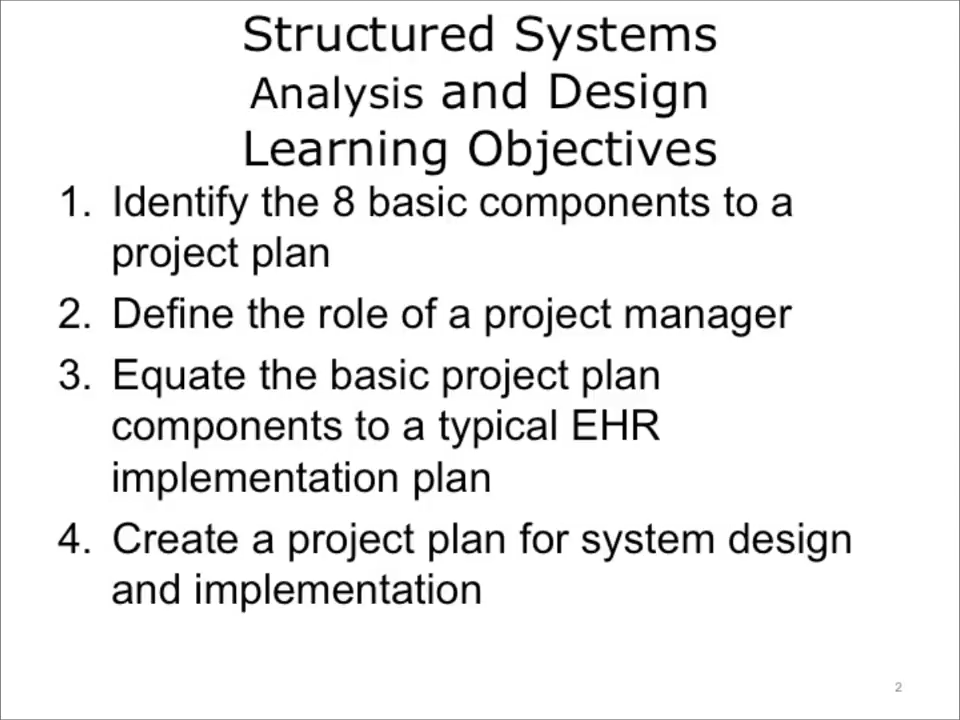 Structured Systems
Analysis and Design
Learning Objectives
1. Identify the 8 basic components to a
project plan
2. Define the role of a project manager
3. Equate the basic project plan
components to a typical EHR
implementation plan
4. Create a project plan for system design
and implementation
2